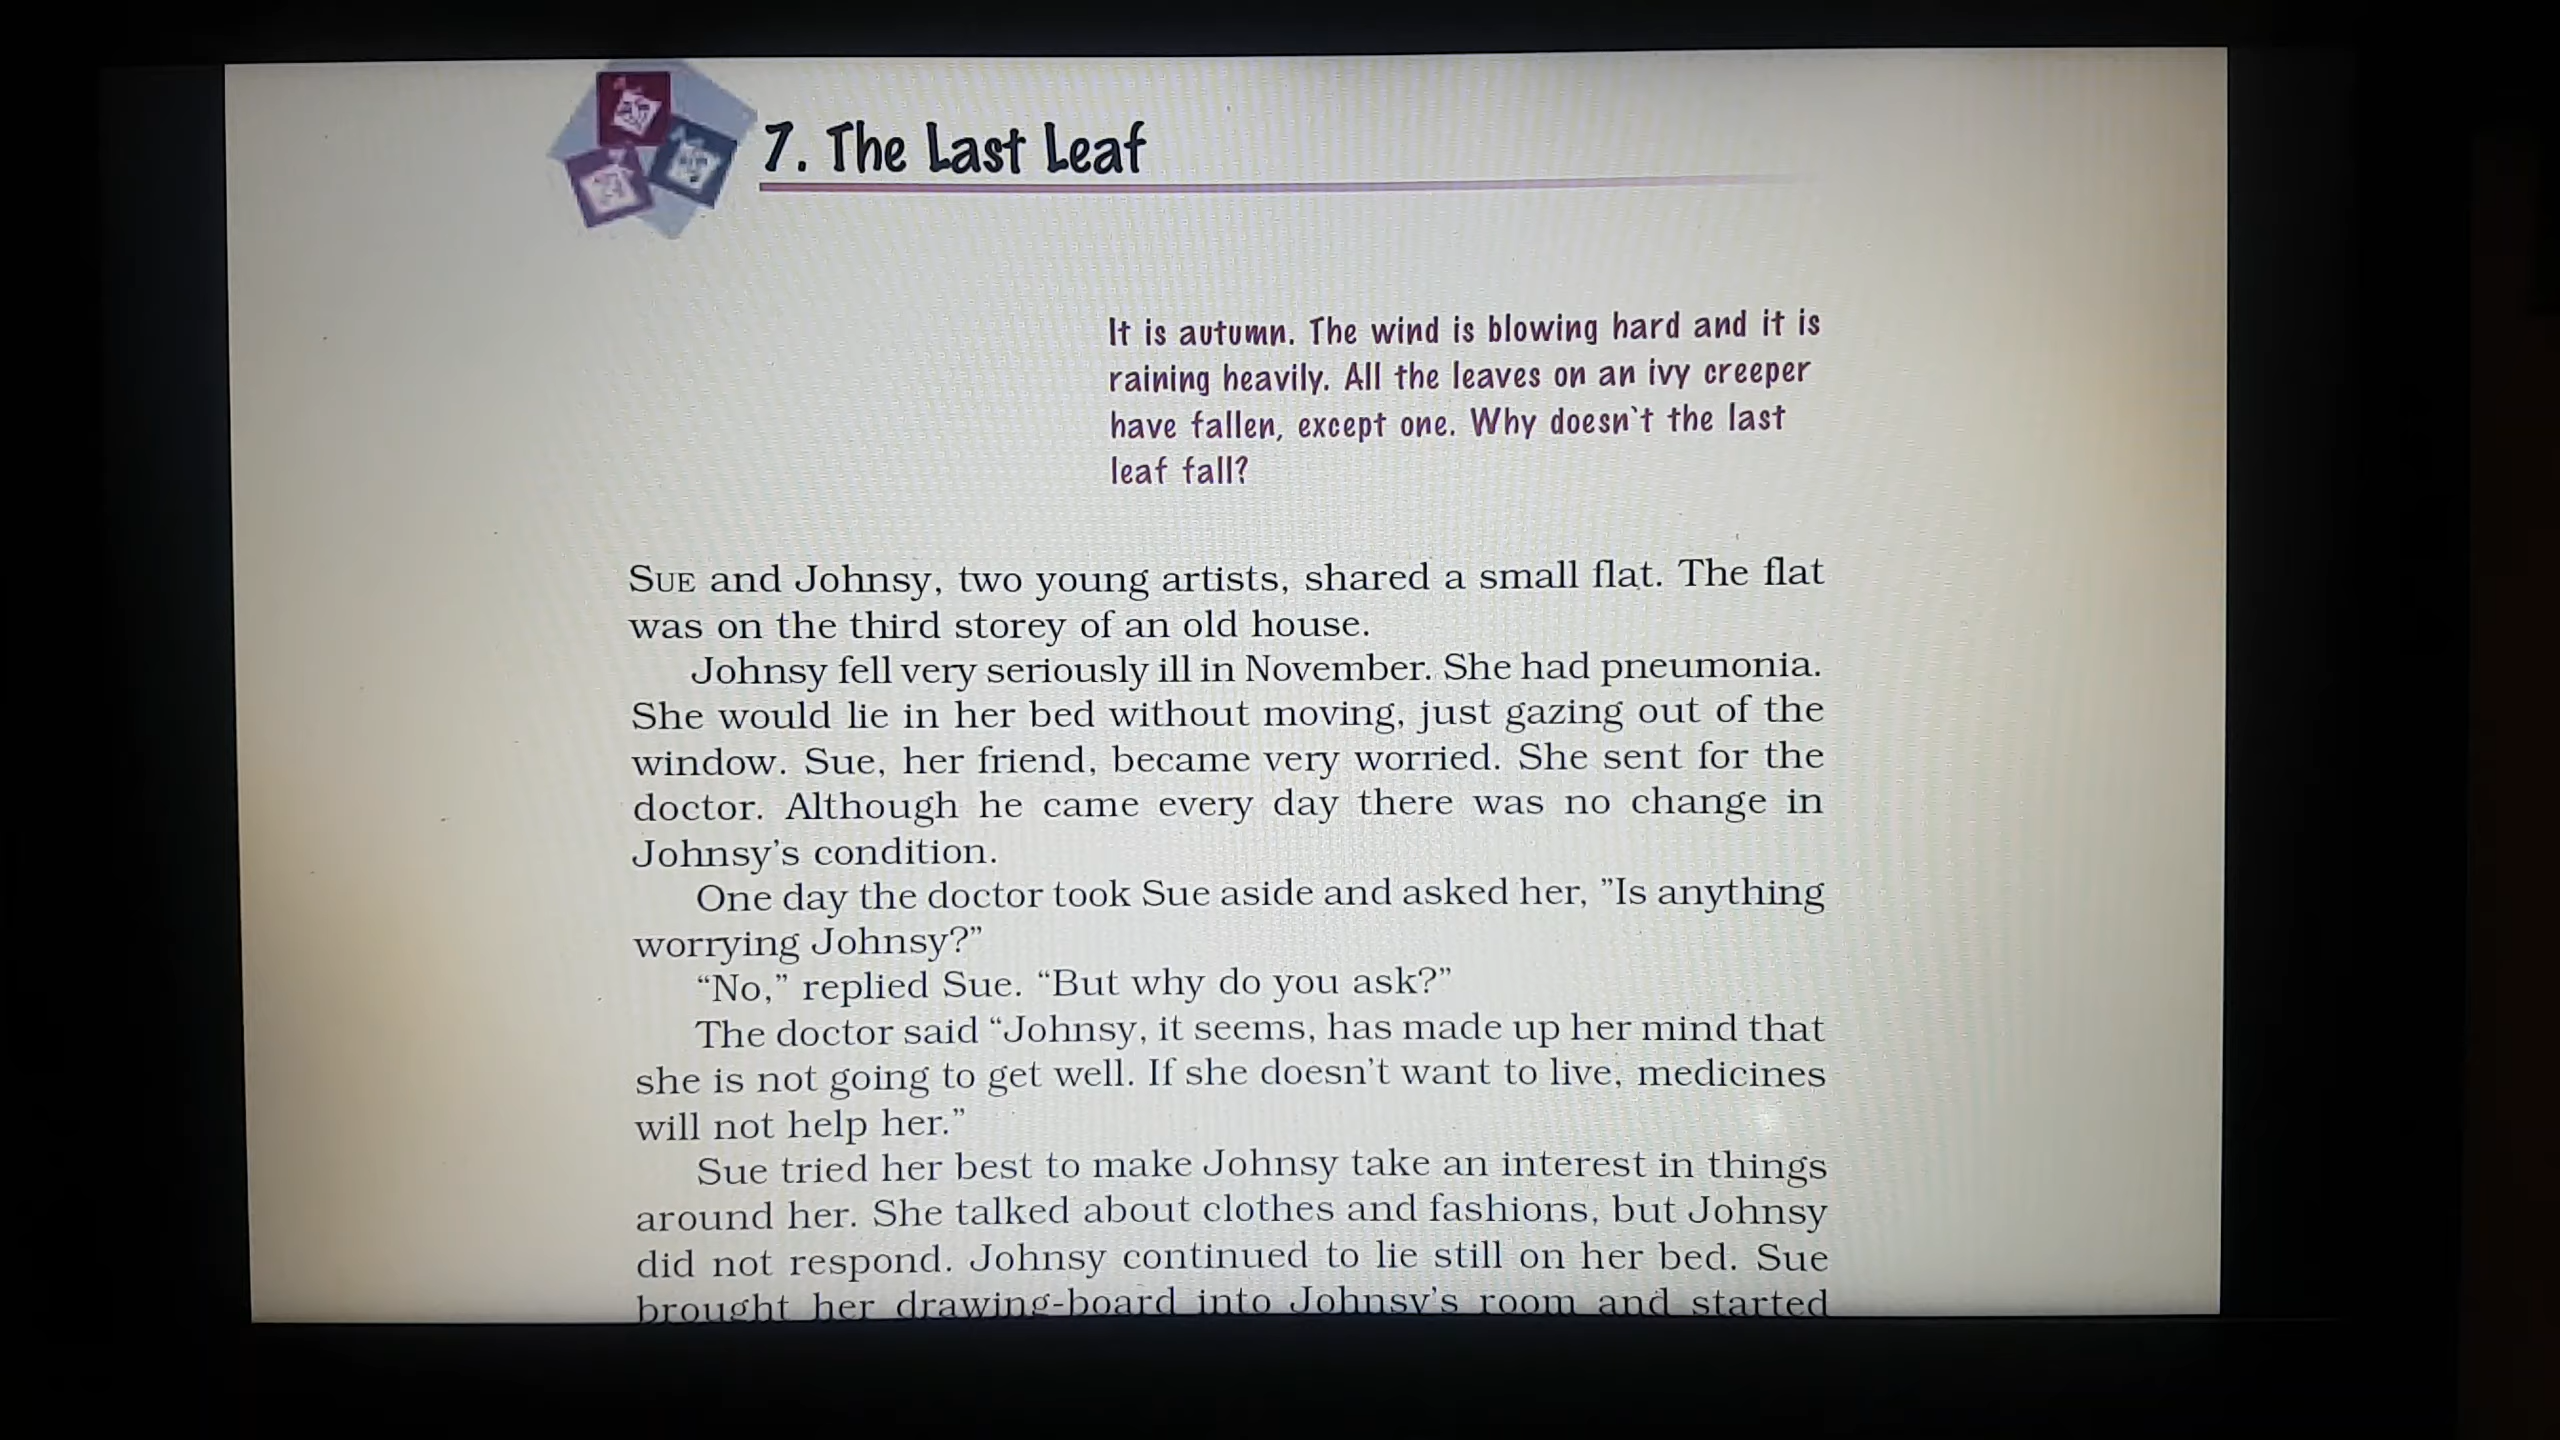 7. The Last Leaf
It is autumn. The wind is blowing hard and it is
raining heavily. All the leaves on an ivy creeper
have fallen, except one. Why doesn't the last
leaf fall?
SUE and Johnsy, two young artists, shared a small flat. The flat
was on the third storey of an old house.
Johnsy fell very seriously ill in November. She had pneumonia.
She would lie in her bed without moving, just gazing out of the
window. Sue, her friend, became very worried. She sent for the
doctor. Although he came every day there was no change in
Johnsy’s condition.
One day the doctor took Sue aside and asked her, ”Is anything
worrying Johnsy?”
“No,” replied Sue. “But why do you ask?”
The doctor said “Johnsy, it seems, has made up her mind that
she is not going to get well. If she doesn’t want to live, medicines
will not help her.”
Sue tried her best to make Johnsy take an interest in things
around her. She talked about clothes and fashions, but Johnsy
did not respond. Johnsy continued to lie still on her bed. Sue
brought her drawing-board into Johnsy’s room and started